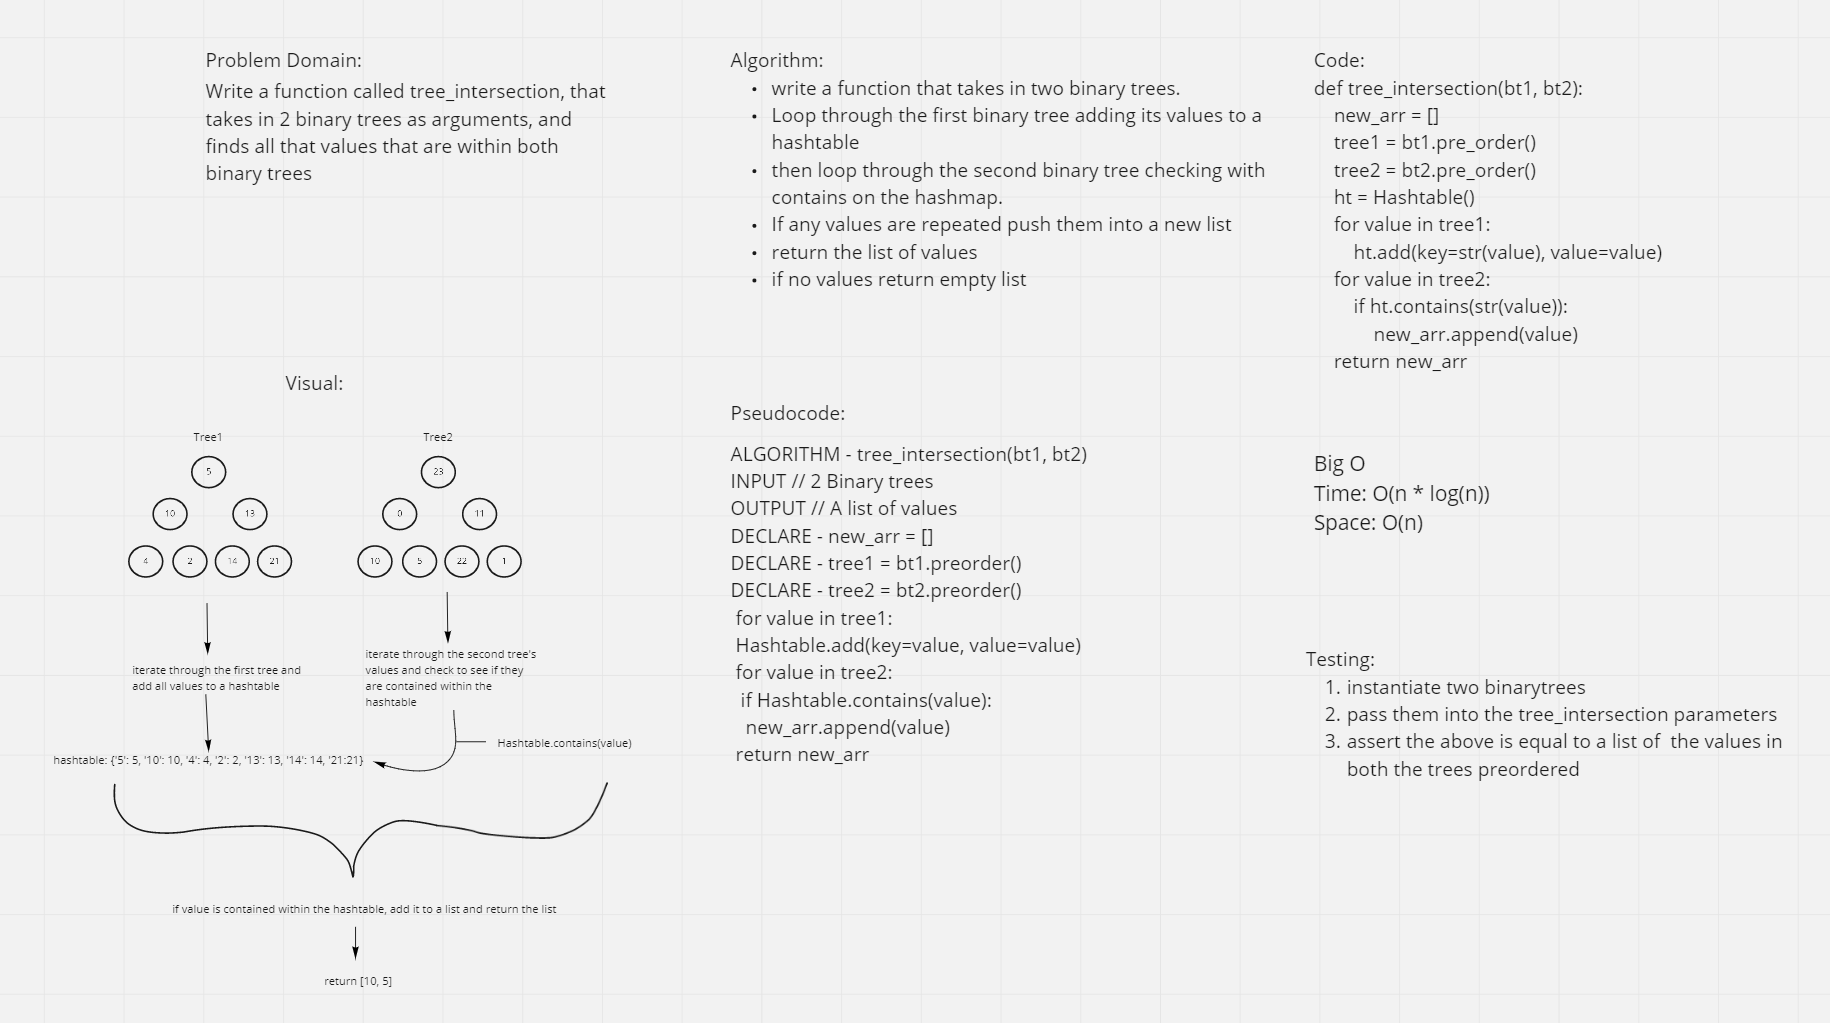 Problem Domain:
Write a function called tree_intersection, that
takes in 2 binary trees as arguments, and
finds all that values that are within both
binary trees
Visual:
Tree1
5
10
13
4
2
14
21
iterate through the first tree and
add all values to a hashtable
Tree2
23
0
11
10
5
22
1
iterate through the second tree's
values and check to see if they
are contained within the
hashtable
Hashtable.contains(value)
hashtable: {'5': 5, '10': 10, '4': 4, '2': 2, '13': 13, '14': 14, '21:21}
if value is contained within the hashtable, add it to a list and return the list
return [10, 5]
Algorithm:
• write a function that takes in two binary trees.
• Loop through the first binary tree adding its values to a
hashtable
• then loop through the second binary tree checking with
contains on the hashmap.
• If any values are repeated push them into a new list
• return the list of values
• if no values return empty list
Pseudocode:
ALGORITHM - tree_intersection(bt1, bt2)
INPUT // 2 Binary trees
OUTPUT // A list of values
DECLARE - new_arr = []
DECLARE - tree1 = bt1.preorder()
DECLARE - tree2 = bt2.preorder()
for value in tree1:
Hashtable.add(key=value, value=value)
for value in tree2:
if Hashtable.contains(value):
new_arr.append(value)
return new_arr
Code:
def tree_intersection(bt1, bt2):
new_arr = []
tree1 = bt1.pre_order()
tree2 = bt2.pre_order()
ht = Hashtable()
for value in tree1:
ht.add(key=str(value), value=value)
for value in tree2:
if ht.contains(str(value)):
new_arr.append(value)
return new_arr
Big O
Time: O(n * log(n))
Space: O(n)
Testing:
1. instantiate two binarytrees
2. pass them into the tree_intersection parameters
3. assert the above is equal to a list of  the values in
both the trees preordered